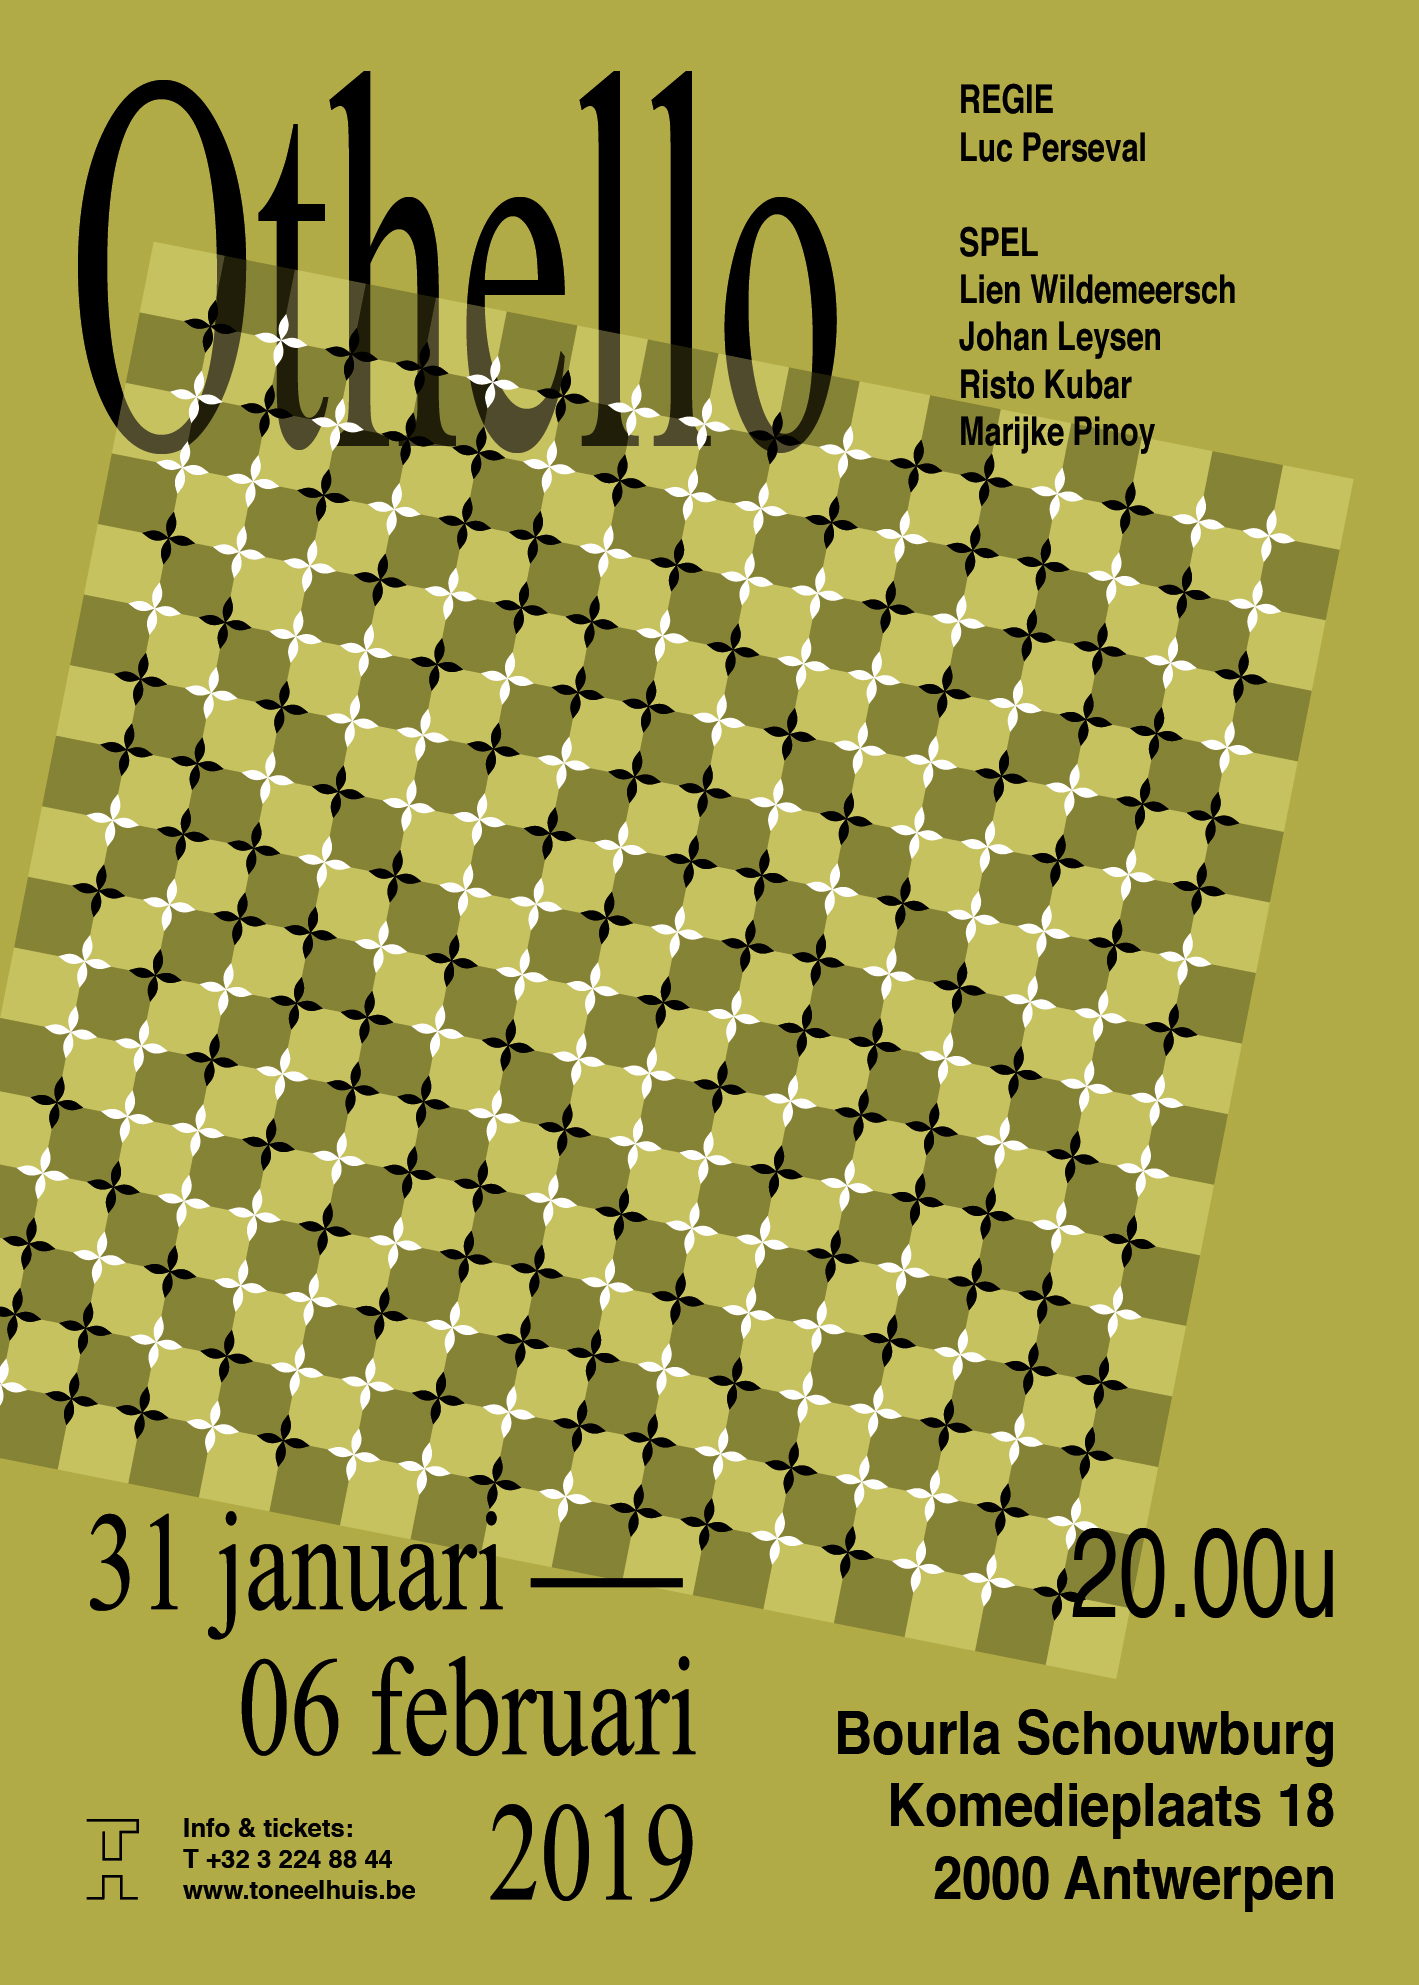 Othello
REGIE
Luc Perseval
SPEL
Lien Wildemeersch
Johan Leysen
Risto Kubar
Marijke Pinoy
31 januari —
06 februari
2019
20.00u
Bourla Schouwburg
Komedieplaats 18
2000 Antwerpen
Info & tickets:
T +32 3 224 88 44
www.toneelhuis.be